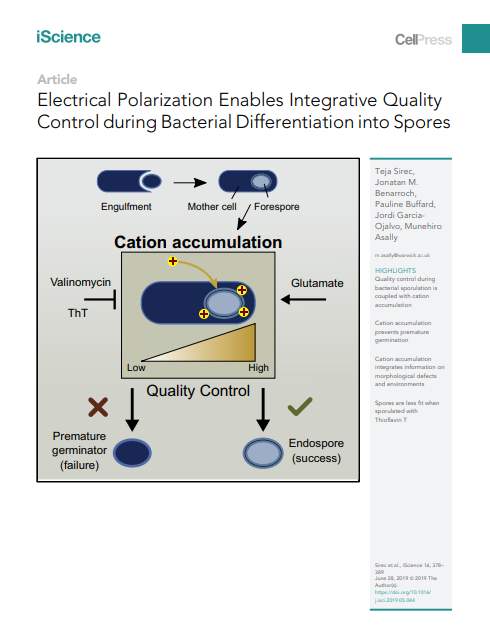 iScience
CellPress
Article
Electrical Polarization Enables Integrative Quality
Control during Bacterial Differentiation into Spores
Engulfment
Mother cell
Forespore
Cation accumulation
Valinomycin
ThT
Glutamate
Low
High
Quality Control
Premature
germinator
(failure)
Endospore
(success)
Teja Sirec,
Jonatan M.
Benarroch,
Pauline Buffard,
Jordi Garcia-
Ojalvo, Munehiro
Asally
m.asally@warwick.ac.uk
HIGHLIGHTS
Quality control during
bacterial sporulation is
coupled with cation
accumulation
Cation accumulation
prevents premature
germination
Cation accumulation
integrates information on
morphological defects
and environments
Spores are less fit when
sporulated with
Thioflavin T
Sirec et al., iScience 16, 378–
389
June 28, 2019 © 2019 The
Author(s).
https://doi.org/10.1016/
j.isci.2019.05.044